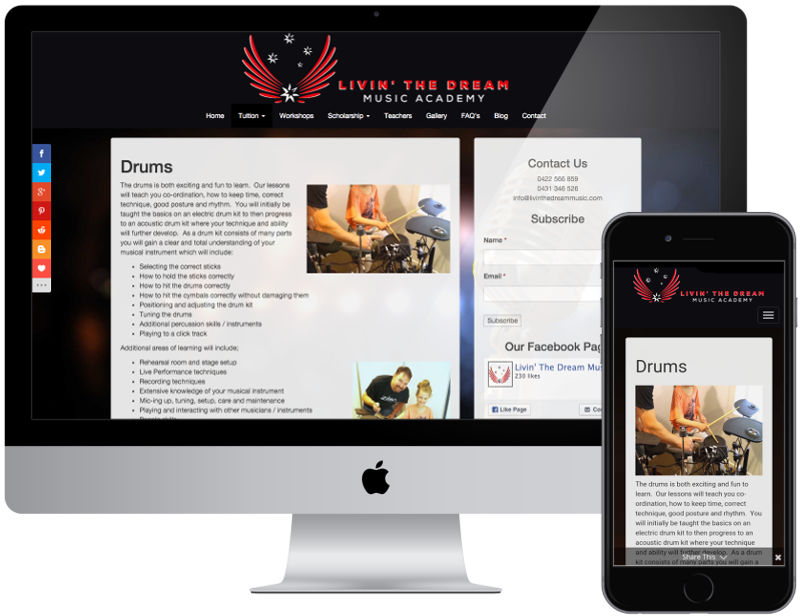 LIVIN' THE DREAM
MUSIC ACADEMY
Home Tuition Workshops Scholarship Teachers Gallery FAQ's Blog Contact
Drums
The drums is both exciting and fun to learn. Our lessons
will teach you co-ordination, how to keep time, correct
technique, good posture and rhythm. You will initially be
taught the basics on an electric drum kit to then progress
to an acoustic drum kit where your technique and ability
will further develop. As a drum kit consists of many parts
you will gain a clear and total understanding of your
musical instrument which will include:
Selecting the correct sticks
How to hold the sticks correctly
How to hit the drums correctly
How to hit the cymbals correctly without damaging them
Positioning and adjusting the drum kit
Tuning the drums
Additional percussion skills / instruments
Playing to a click track
Additional areas of learning will include;
Rehearsal room and stage setup
Live Performance techniques
Recording techniques
Extensive knowledge of your musical instrument
Mic-ing up, tuning, setup, care and maintenance
Playing and interacting with other musicians / instruments
Contact Us
0422 566 859
0431 346 526
info@livinthedreammusic.com
Subscribe
Name *
Email *
Subscribe
Our Facebook Pag
Livin' The Dream Mus
230 likes
Like Page
Co
LIVIN' THE DREAM
MUSIC ACADEMY
Drums
The drums is both exciting and fun to
learn. Our lessons will teach you co-
ordination, how to keep time, correct
technique, good posture and rhythm. You
will initially be taught the basics on an
electric drum kit to then progress to an
acoustic drum kit where your technique
and ability will further develop. As a drum
kit consists of many parts you will gain a
Share This